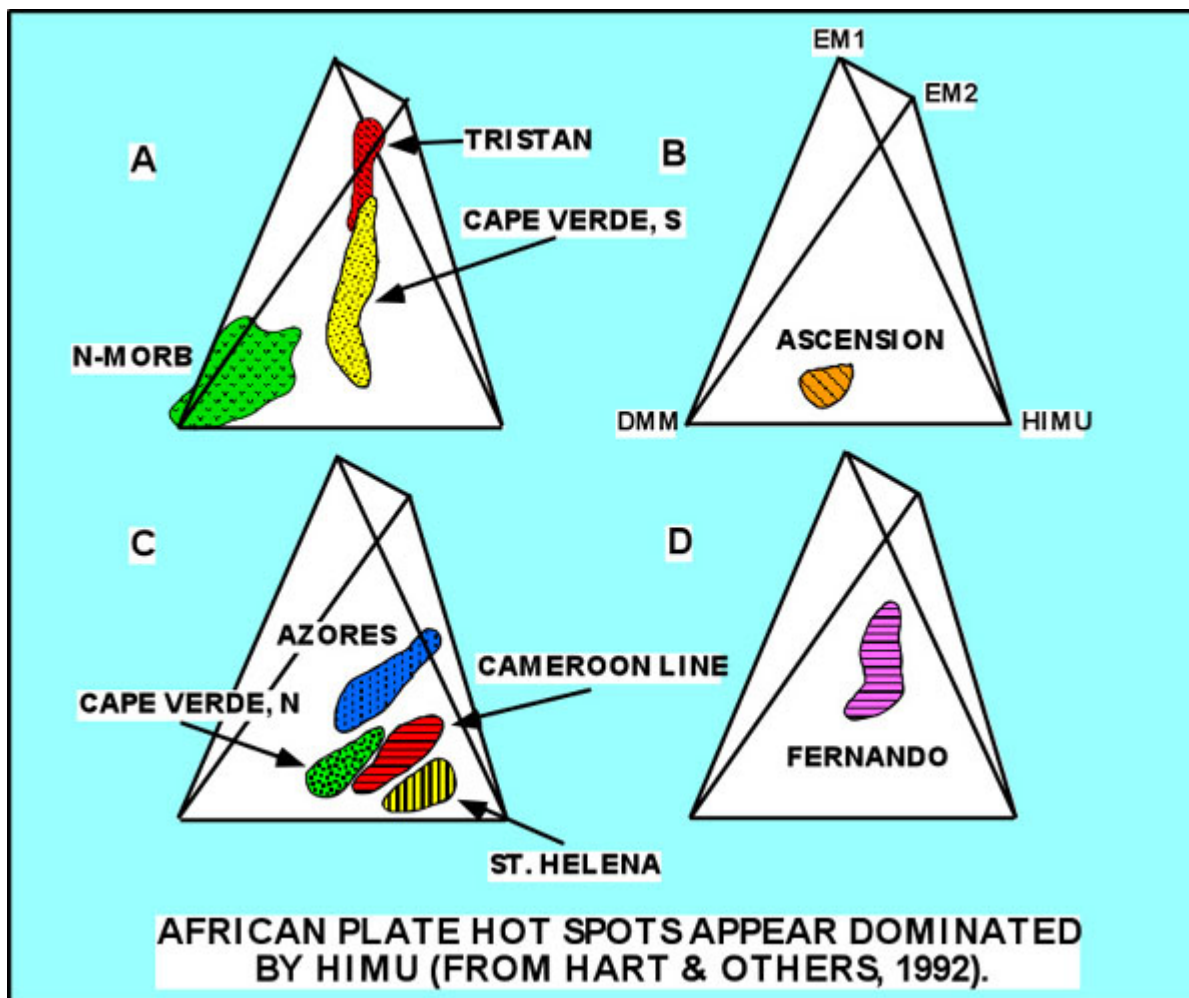 A
TRISTAN
CAPE VERDE, S
N-MORB
B
EM1
EM2
ASCENSION
DMM
HIMU
C
AZORES
CAMEROON LINE
CAPE VERDE, N
ST. HELENA
D
FERNANDO
AFRICAN PLATE HOT SPOTS APPEAR DOMINATED
BY HIMU (FROM HART & OTHERS, 1992).